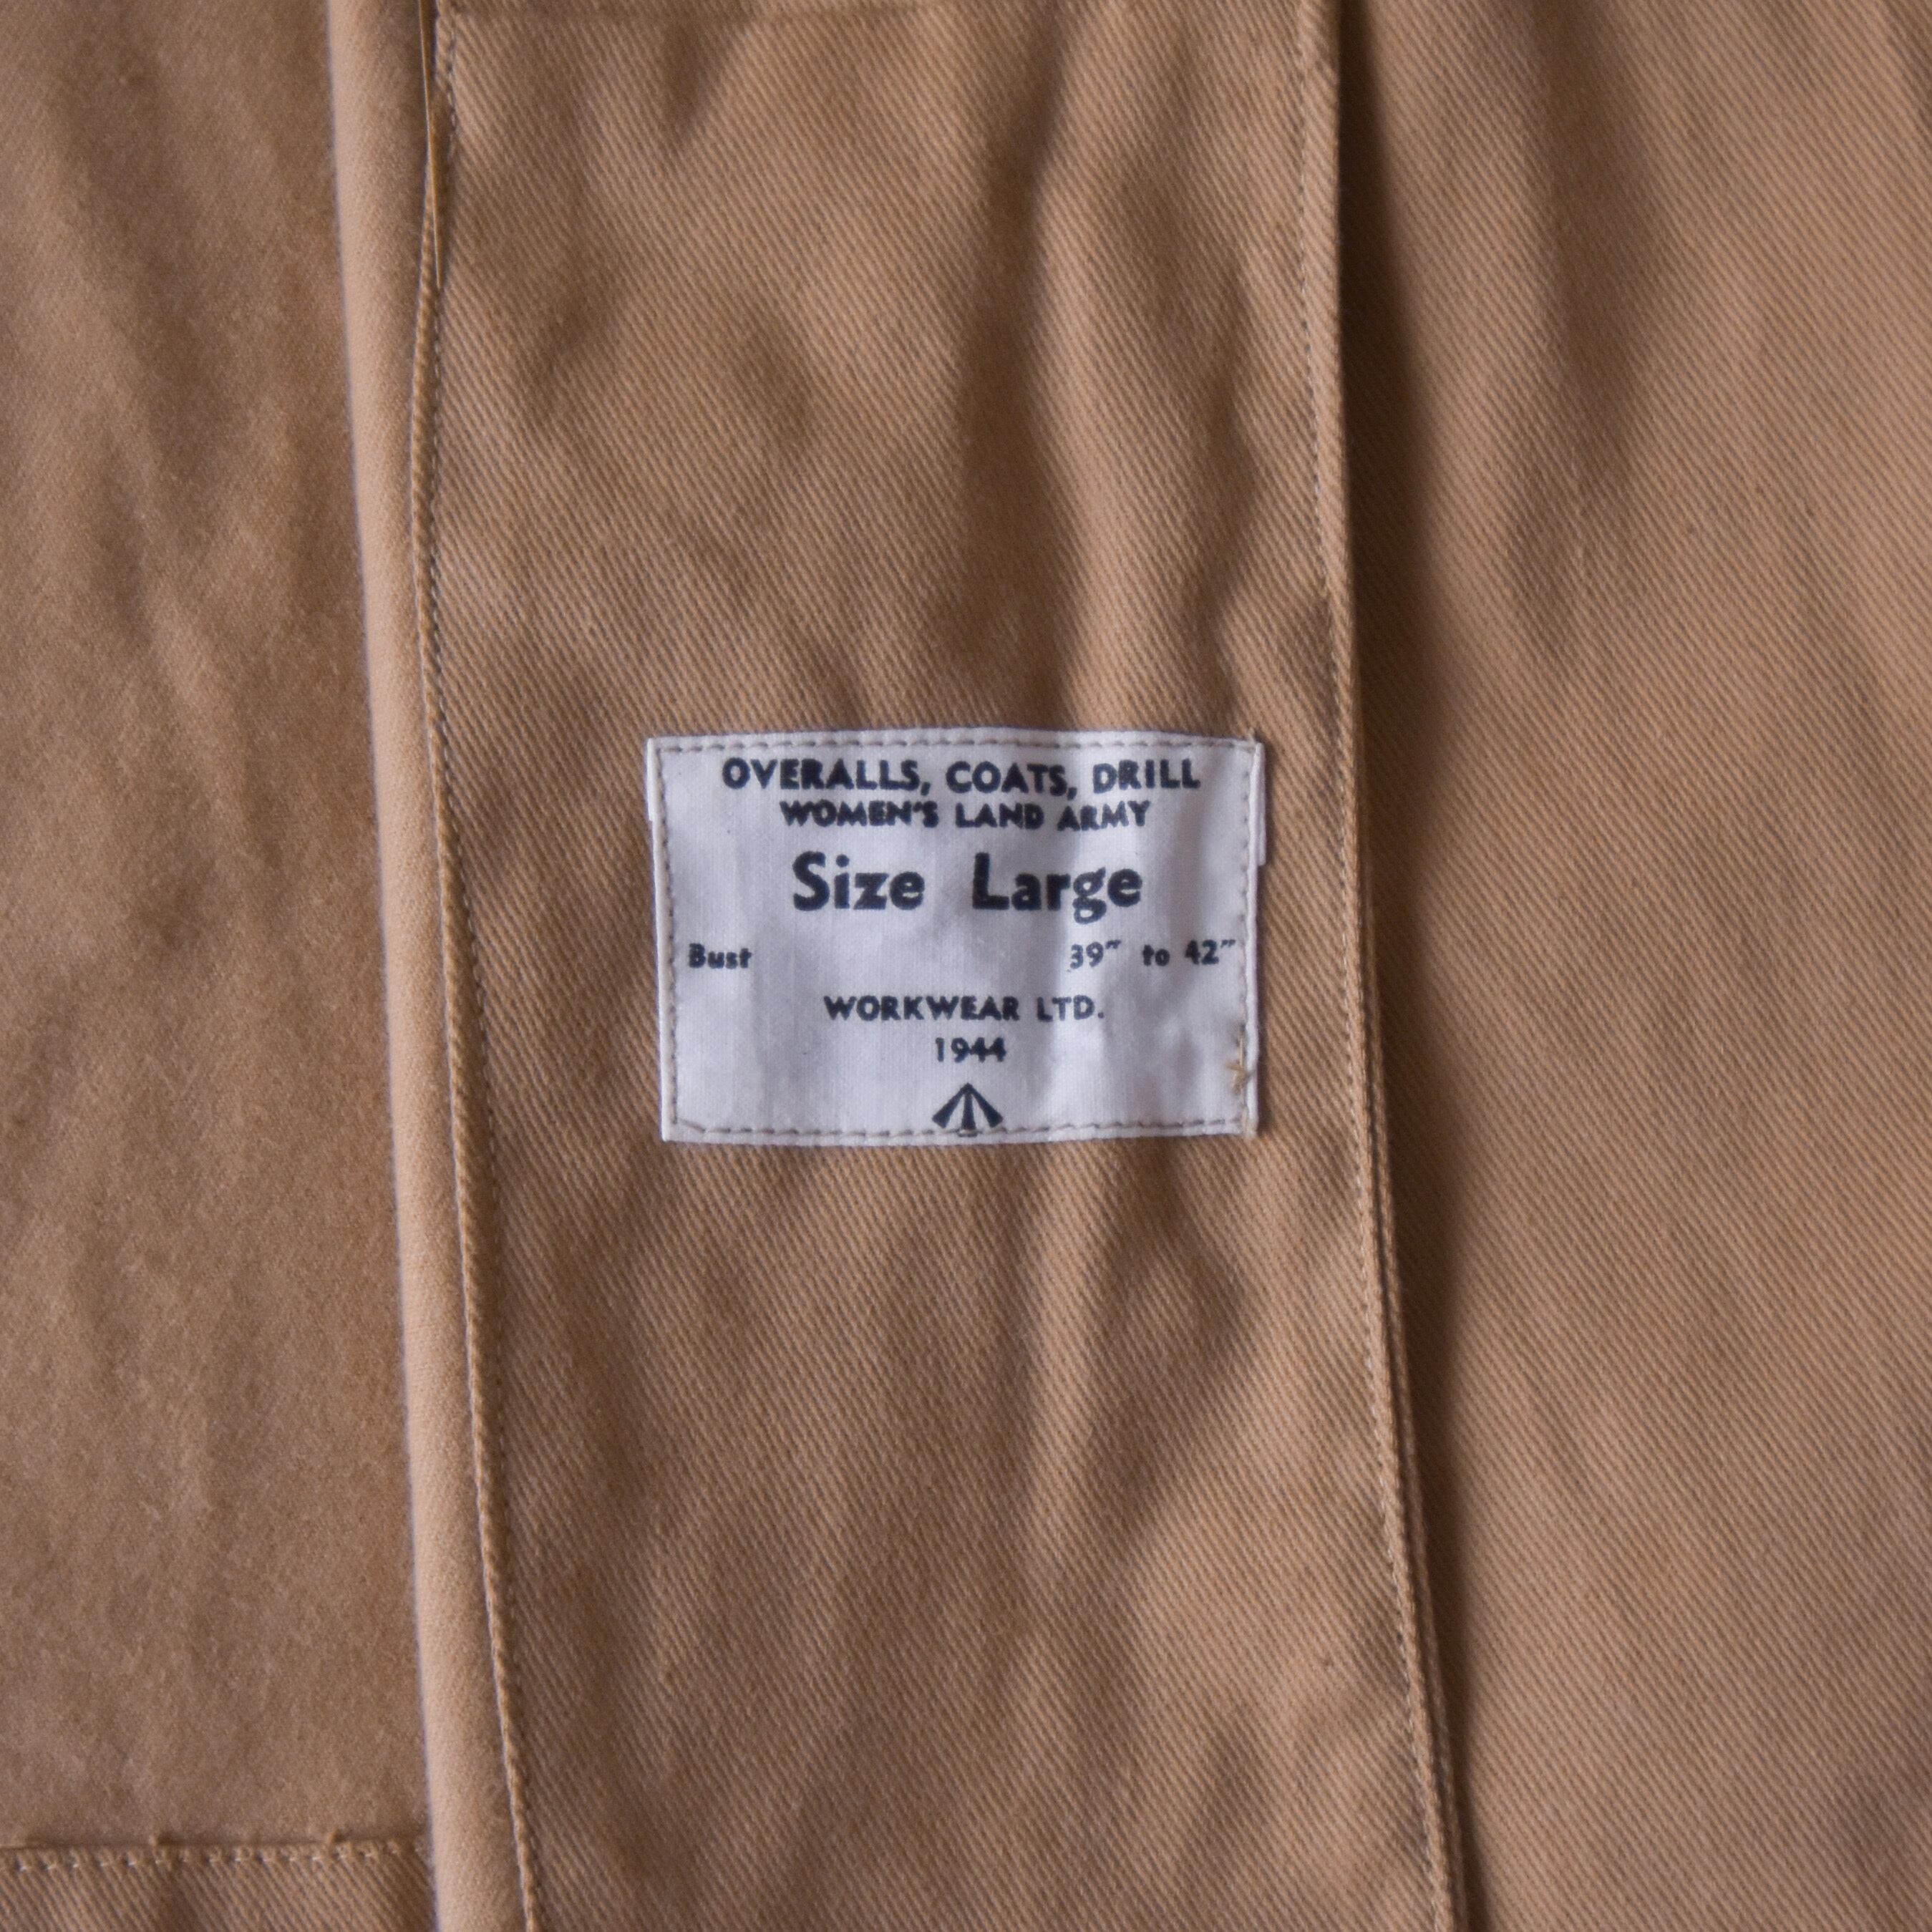 OVERALLS, COATS, DRILL
WOMEN'S LAND ARMY
Size Large
Bust 39" to 42"
WORKWEAR LTD.
1944